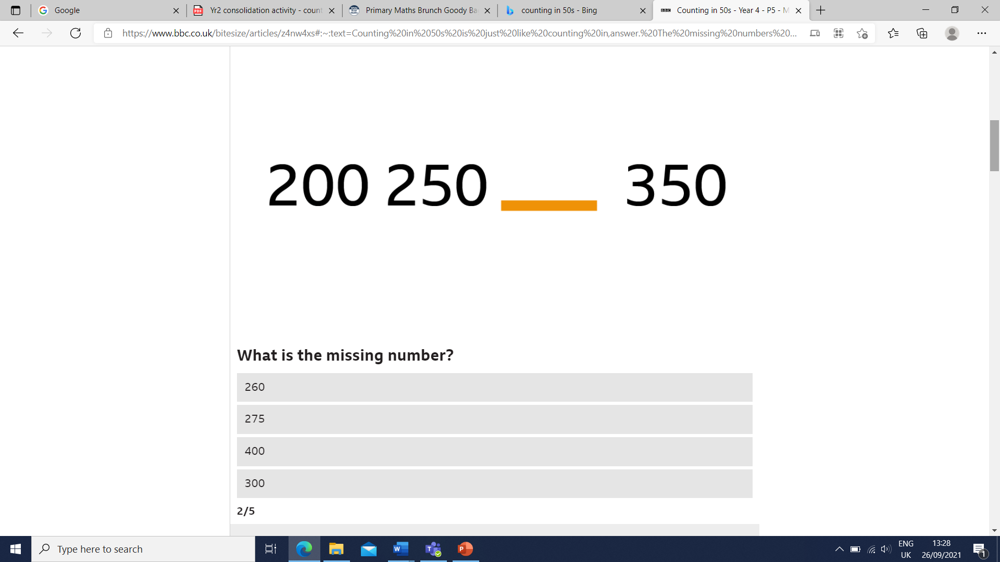 Google
Yr2 consolidation activity - count
Primary Maths Brunch Goody Ba
counting in 50s - Bing
BBC
Counting in 50s - Year 4 - P5 - M
https://www.bbc.co.uk/bitesize/articles/z4nw4xs#:~:text=Counting%20in%2050s%20is%20just%20like%20counting%20in,answer.%20The%20missing%20numbers%20...
200 250 350
What is the missing number?
260
275
400
300
2/5
Type here to search
ENG
UK
13:28
26/09/2021
1